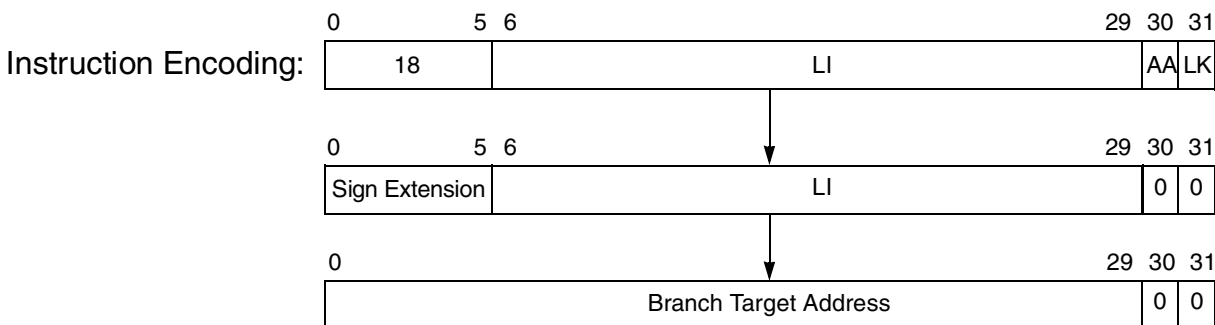 0 5 6 29 30 31
Instruction Encoding: 18 LI AA LK
0 5 6 29 30 31
Sign Extension LI 0 0
0 29 30 31
Branch Target Address 0 0